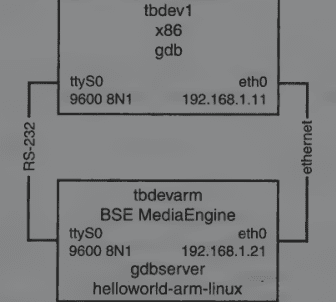 tbdev1
x86
gdb
ttyS0 eth0
9600 8N1 192.168.1.11
RS-232
ethernet
tbdevarm
BSE MediaEngine
ttyS0 eth0
9600 8N1 192.168.1.21
gdbserver
helloworld-arm-linux